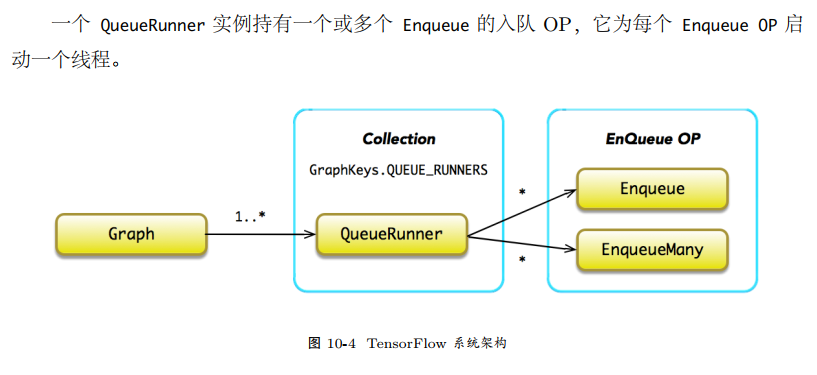 一个 QueueRunner 实例持有一个或多个 Enqueue 的入队 OP，它为每个 Enqueue OP 启
动一个线程。
Collection
EnQueue OP
GraphKeys.QUEUE_RUNNERS
*
Enqueue
1..*
Graph
QueueRunner
EnqueueMany
*
图 10-4 TensorFlow 系统架构